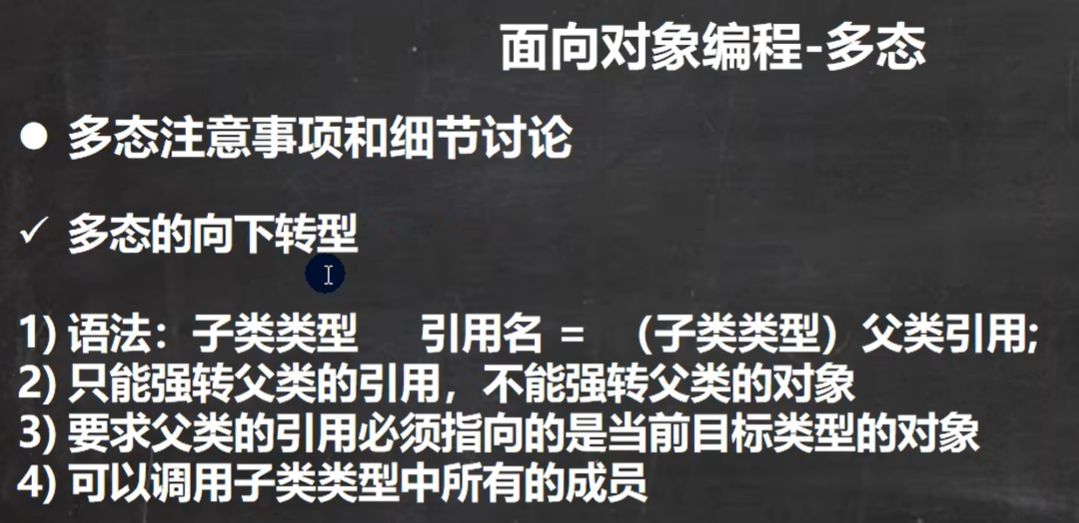 面向对象编程-多态
● 多态注意事项和细节讨论
✓ 多态的向下转型
1) 语法：子类类型 引用名 = （子类类型）父类引用;
2) 只能强转父类的引用，不能强转父类的对象
3) 要求父类的引用必须指向的是当前目标类型的对象
4) 可以调用子类类型中所有的成员